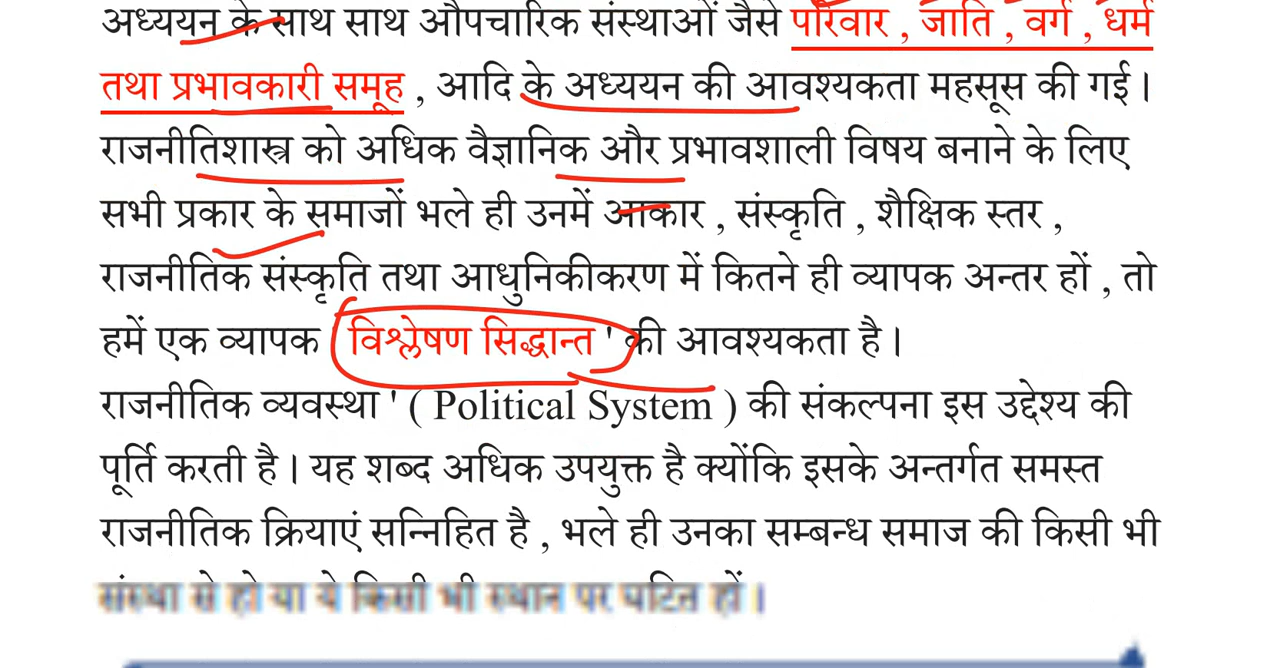 अध्ययन के साथ साथ औपचारिक संस्थाओं जैसे परिवार , जाति , वर्ग , धर्म
तथा प्रभावकारी समूह , आदि के अध्ययन की आवश्यकता महसूस की गई।
राजनीतिशास्त्र को अधिक वैज्ञानिक और प्रभावशाली विषय बनाने के लिए
सभी प्रकार के समाजों भले ही उनमें आकार , संस्कृति , शैक्षिक स्तर ,
राजनीतिक संस्कृति तथा आधुनिकीकरण में कितने ही व्यापक अन्तर हों , तो
हमें एक व्यापक विश्लेषण सिद्धान्त ' की आवश्यकता है।
राजनीतिक व्यवस्था ' ( Political System ) की संकल्पना इस उद्देश्य की
पूर्ति करती है। यह शब्द अधिक उपयुक्त है क्योंकि इसके अन्तर्गत समस्त
राजनीतिक क्रियाएं सन्निहित है , भले ही उनका सम्बन्ध समाज की किसी भी
संस्था से हो या ये किसी भी स्थान पर घटित हों।